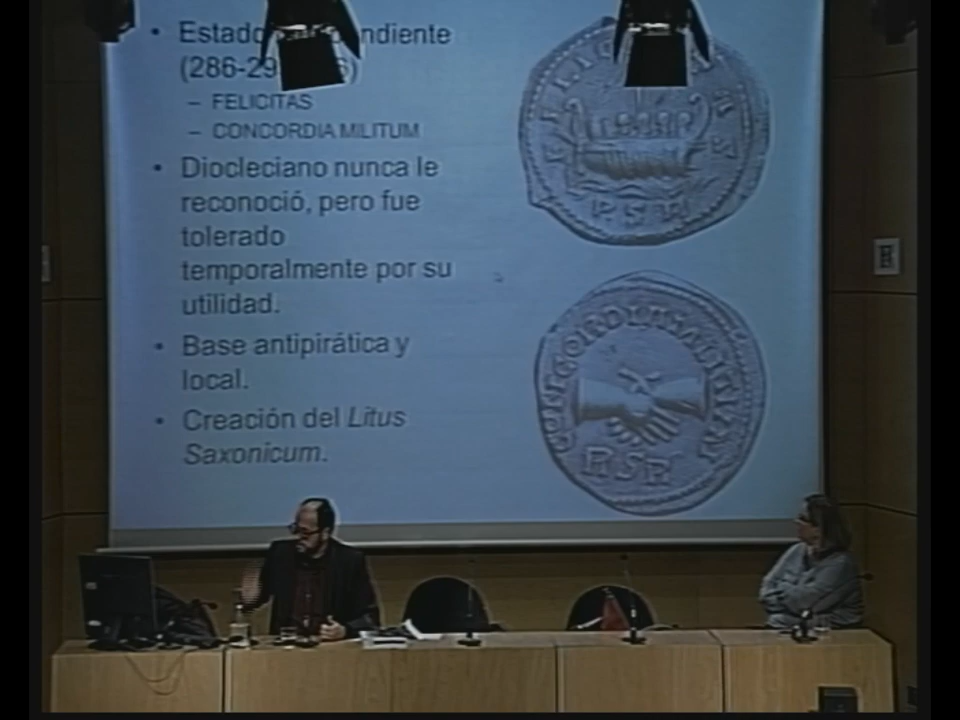 • Estado
(286-29
– FELICITAS
– CONCORDIA MILITUM
• Diocleciano nunca le
reconoció, pero fue
tolerado
temporalmente por su
utilidad.
• Base antipirática y
local.
• Creación del Litus
Saxonicum.
RSR